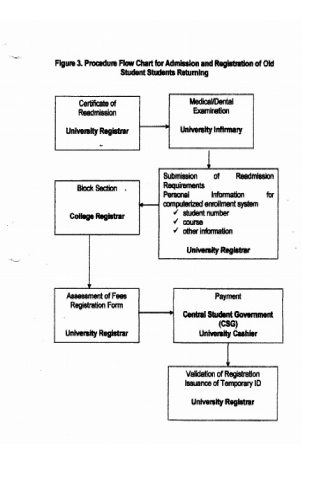 Figure 3. Procedure Flow Chart for Admission and Registration of Old
Student Students Returning
Certificate of
Readmission
University Registrar
Medical/Dental
Examination
University Infirmary
Submission of Readmission
Requirements
Personal Information for
computerized enrollment system
✓ student number
✓ course
✓ other information
University Registrar
Block Section
College Registrar
Assessment of Fees
Registration Form
University Registrar
Payment
Central Student Government
(CSG)
University Cashier
Validation of Registration
Issuance of Temporary ID
University Registrar